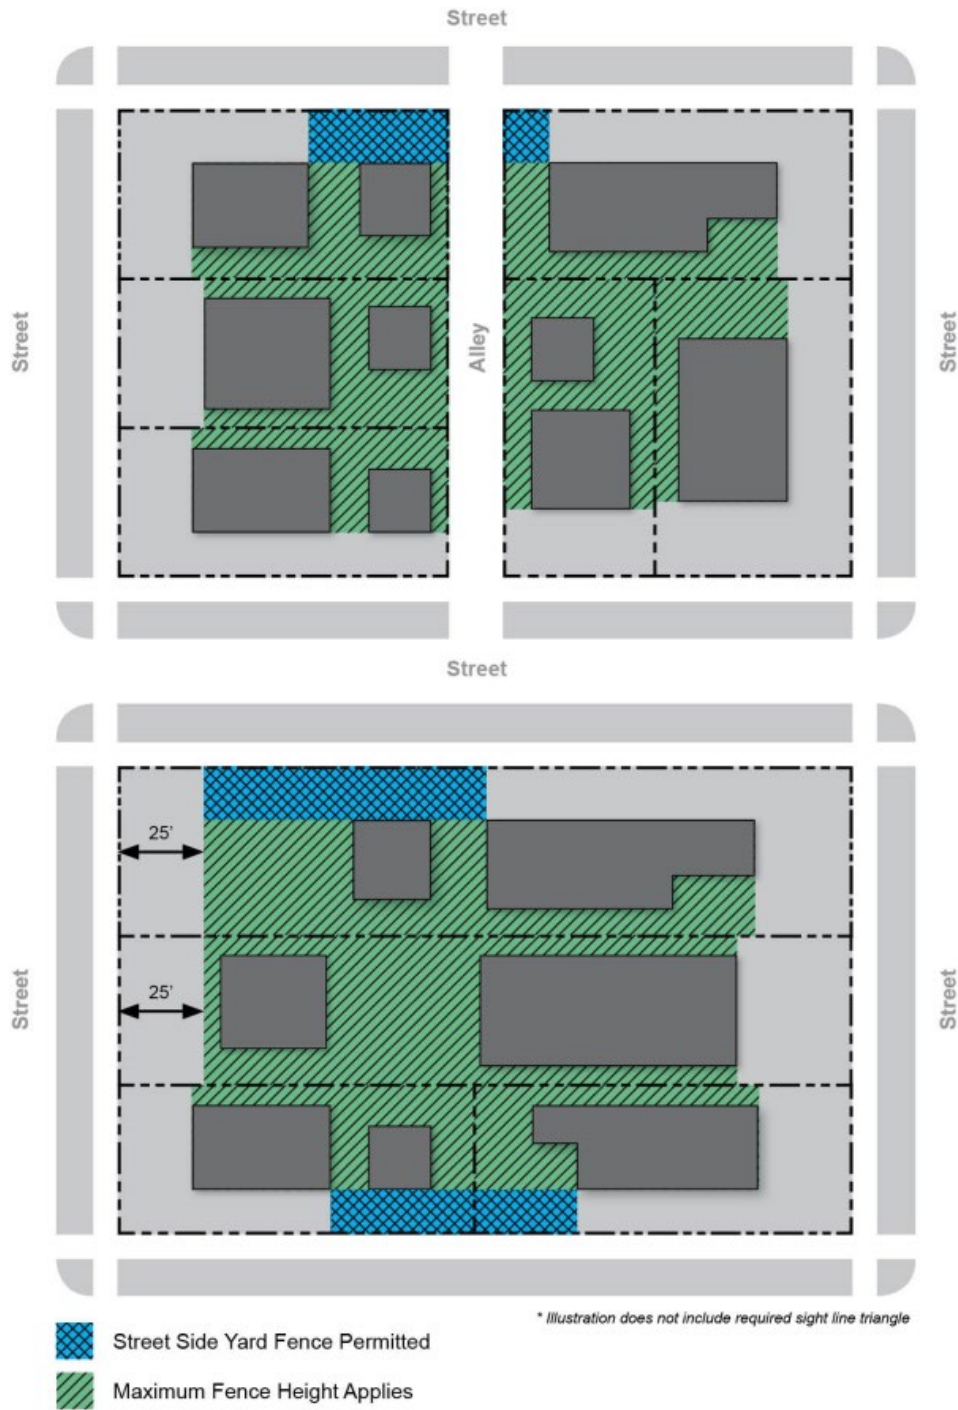 Street
Street
Alley
Street
Street
25’
25’
Street
Street
* Illustration does not include required sight line triangle
Street Side Yard Fence Permitted
Maximum Fence Height Applies